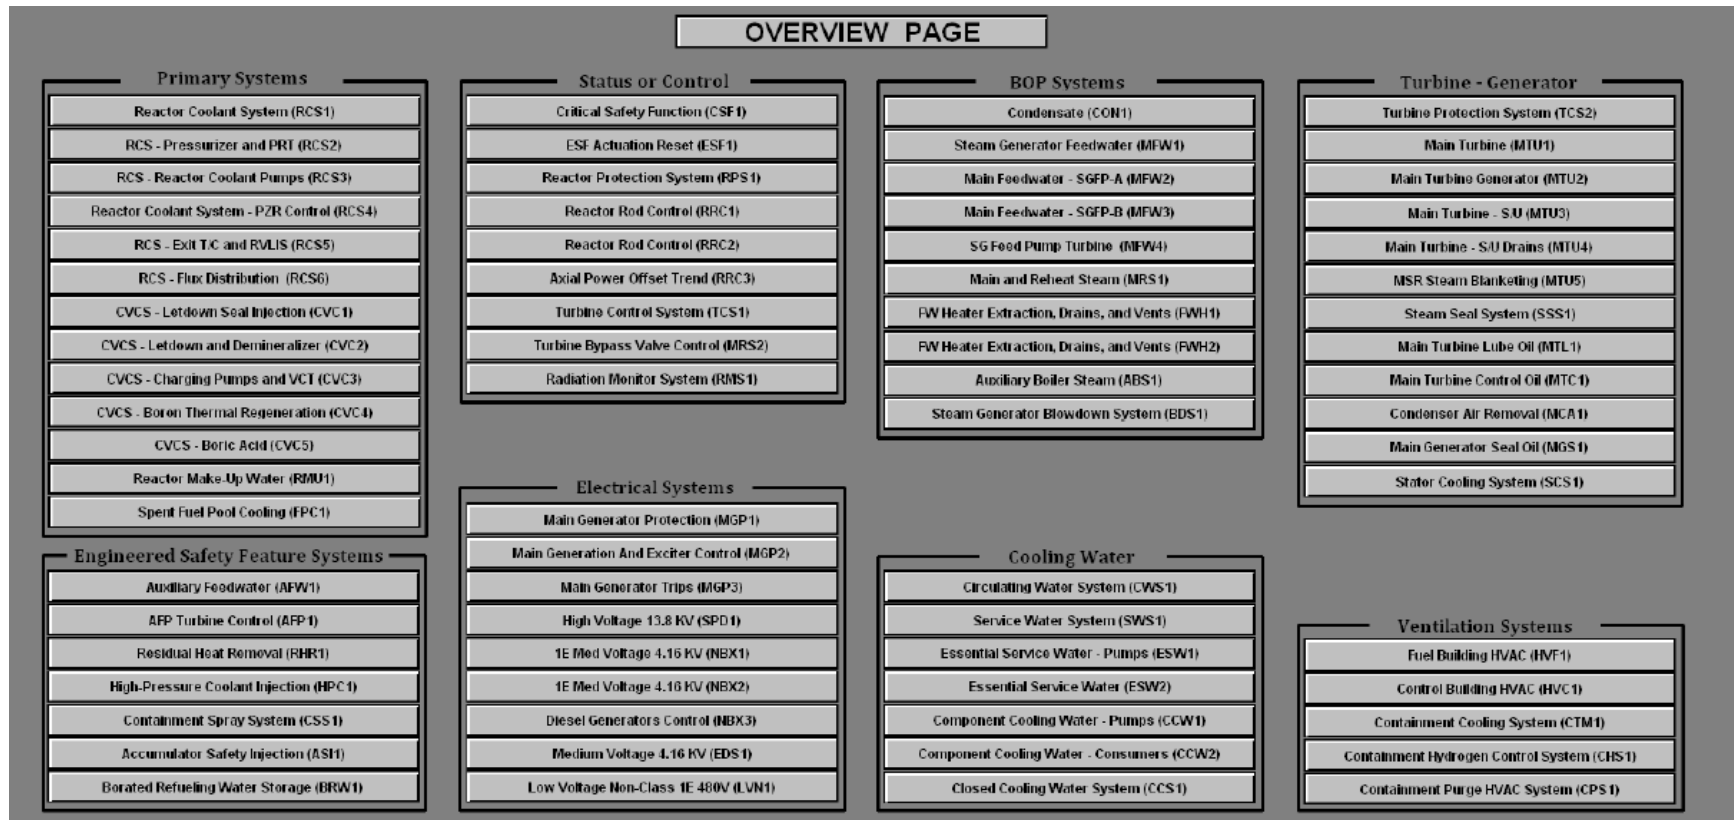 OVERVIEW PAGE
Primary Systems
Reactor Coolant System (RCS1)
RCS - Pressurizer and PRT (RCS2)
RCS - Reactor Coolant Pumps (RCS3)
Reactor Coolant System - PZR Control (RCS4)
RCS - Exit T/C and RVLIS (RCS5)
RCS - Flux Distribution (RCS6)
CVCS - Letdown Seal Injection (CVC1)
CVCS - Letdown and Demineralizer (CVC2)
CVCS - Charging Pumps and VCT (CVC3)
CVCS - Boron Thermal Regeneration (CVC4)
CVCS - Boric Acid (CVC5)
Reactor Make-Up Water (RMU1)
Spent Fuel Pool Cooling (FPC1)
Engineered Safety Feature Systems
Auxiliary Feedwater (AFW1)
AFP Turbine Control (AFP1)
Residual Heat Removal (RHR1)
High-Pressure Coolant Injection (HPC1)
Containment Spray System (CSS1)
Accumulator Safety Injection (ASI1)
Borated Refueling Water Storage (BRW1)
Status or Control
Critical Safety Function (CSF1)
ESF Actuation Reset (ESF1)
Reactor Protection System (RPS1)
Reactor Rod Control (RRC1)
Reactor Rod Control (RRC2)
Axial Power Offset Trend (RRC3)
Turbine Control System (TCS1)
Turbine Bypass Valve Control (MRS2)
Radiation Monitor System (RMS1)
Electrical Systems
Main Generator Protection (MGP1)
Main Generation And Exciter Control (MGP2)
Main Generator Trips (MGP3)
High Voltage 13.8 KV (SPD1)
1E Med Voltage 4.16 KV (NBX1)
1E Med Voltage 4.16 KV (NBX2)
Diesel Generators Control (NBX3)
Medium Voltage 4.16 KV (EDS1)
Low Voltage Non-Class 1E 480V (LVN1)
BOP Systems
Condensate (CON1)
Steam Generator Feedwater (MFW1)
Main Feedwater - SGFP-A (MFW2)
Main Feedwater - SGFP-B (MFW3)
SG Feed Pump Turbine (MFW4)
Main and Reheat Steam (MRS1)
FW Heater Extraction, Drains, and Vents (FWH1)
FW Heater Extraction, Drains, and Vents (FWH2)
Auxiliary Boiler Steam (ABS1)
Steam Generator Blowdown System (BDS1)
Cooling Water
Circulating Water System (CWS1)
Service Water System (SWS1)
Essential Service Water - Pumps (ESW1)
Essential Service Water (ESW2)
Component Cooling Water - Pumps (CCW1)
Component Cooling Water - Consumers (CCW2)
Closed Cooling Water System (CCS1)
Turbine - Generator
Turbine Protection System (TCS2)
Main Turbine (MTU1)
Main Turbine Generator (MTU2)
Main Turbine - S/U (MTU3)
Main Turbine - S/U Drains (MTU4)
MSR Steam Blanketing (MTU5)
Steam Seal System (SSS1)
Main Turbine Lube Oil (MTL1)
Main Turbine Control Oil (MTC1)
Condenser Air Removal (MCA1)
Main Generator Seal Oil (MGS1)
Stator Cooling System (SCS1)
Ventilation Systems
Fuel Building HVAC (HVF1)
Control Building HVAC (HVC1)
Containment Cooling System (CTM1)
Containment Hydrogen Control System (CHS1)
Containment Purge HVAC System (CPS1)